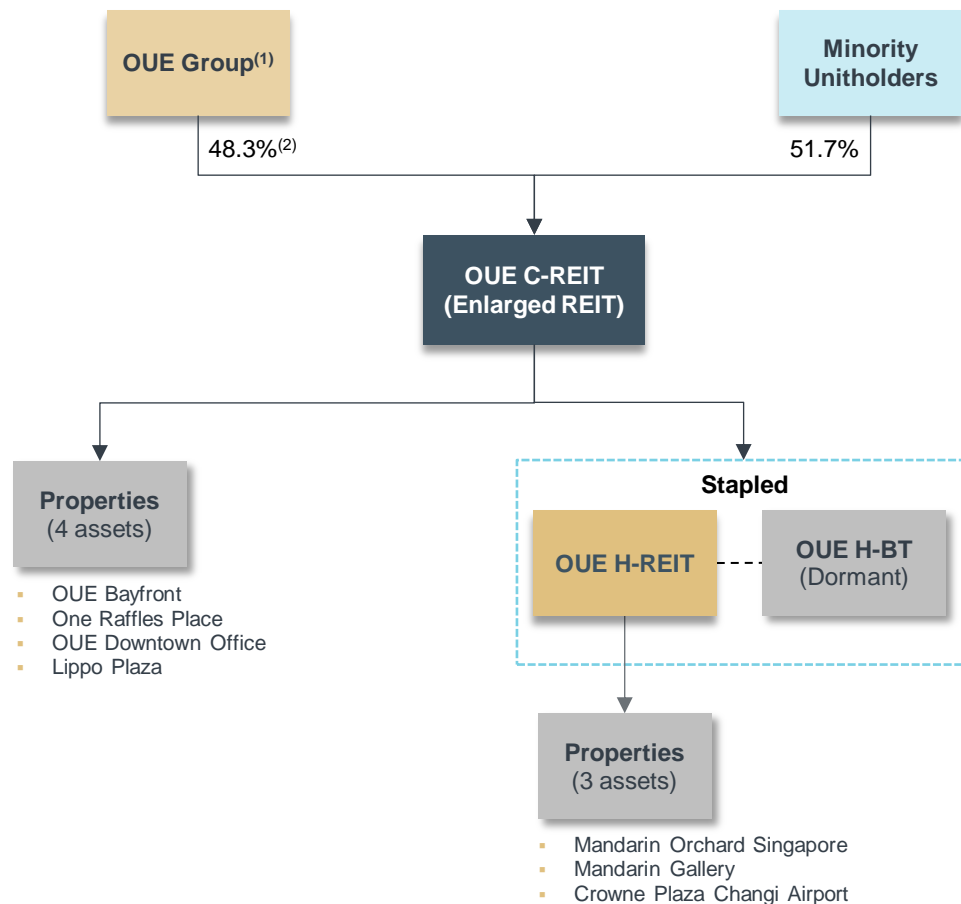 OUE Group(1)
Minority
Unitholders
48.3%(2)
51.7%
OUE C-REIT
(Enlarged REIT)
Properties
(4 assets)
▪ OUE Bayfront
▪ One Raffles Place
▪ OUE Downtown Office
▪ Lippo Plaza
Stapled
OUE H-REIT
OUE H-BT
(Dormant)
Properties
(3 assets)
▪ Mandarin Orchard Singapore
▪ Mandarin Gallery
▪ Crowne Plaza Changi Airport